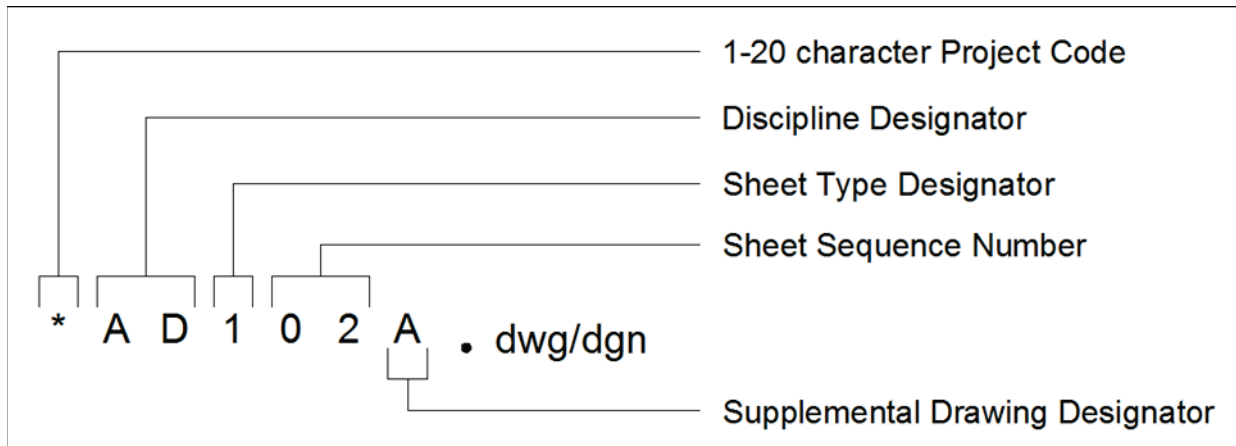 1-20 character Project Code
Discipline Designator
Sheet Type Designator
Sheet Sequence Number
* A D 1 0 2 A . dwg/dgn
Supplemental Drawing Designator